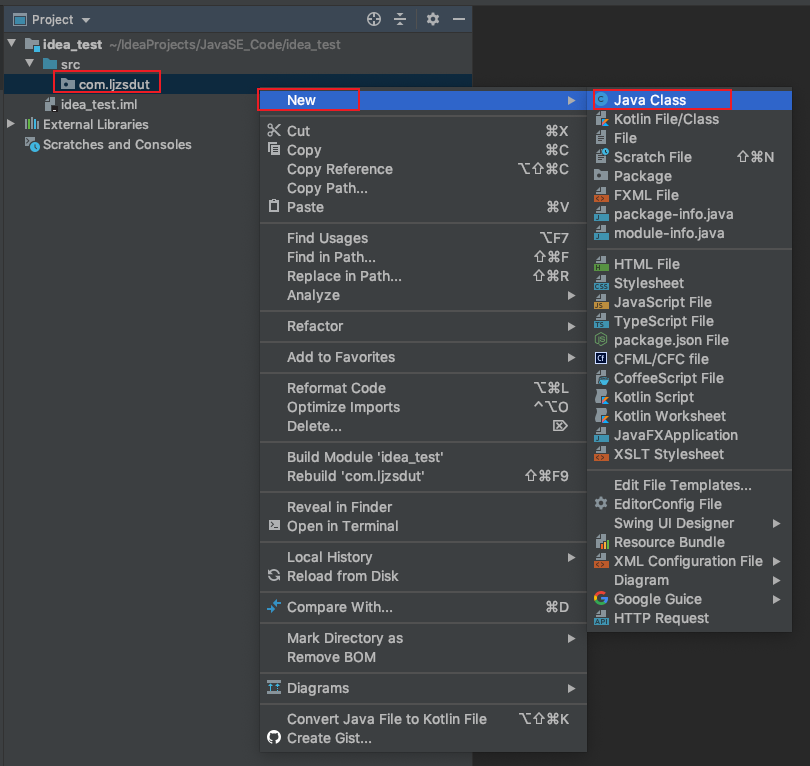 Project
idea_test ~/IdeaProjects/JavaSE_Code/idea_test
src
com.ljzsdut
idea_test.iml
External Libraries
Scratches and Consoles
New
Cut ⌘X
Copy ⌘C
Copy Reference ⌥⇧⌘C
Copy Path...
Paste ⌘V
Find Usages ⌥F7
Find in Path... ⇧⌘F
Replace in Path... ⇧⌘R
Analyze
Refactor
Add to Favorites
Reformat Code ⌥⌘L
Optimize Imports ^⌥O
Delete... ⌦
Build Module 'idea_test'
Rebuild 'com.ljzsdut' ⇧⌘F9
Reveal in Finder
Open in Terminal
Local History
Reload from Disk
Compare With... ⌘D
Mark Directory as
Remove BOM
Diagrams
Convert Java File to Kotlin File ⌥⇧⌘K
Create Gist...
Java Class
Kotlin File/Class
File
Scratch File ⇧⌘N
Package
FXML File
package-info.java
module-info.java
HTML File
Stylesheet
JavaScript File
TypeScript File
package.json File
CFML/CFC file
CoffeeScript File
Kotlin Script
Kotlin Worksheet
JavaFXApplication
XSLT Stylesheet
Edit File Templates...
EditorConfig File
Swing UI Designer
Resource Bundle
XML Configuration File
Diagram
Google Guice
HTTP Request